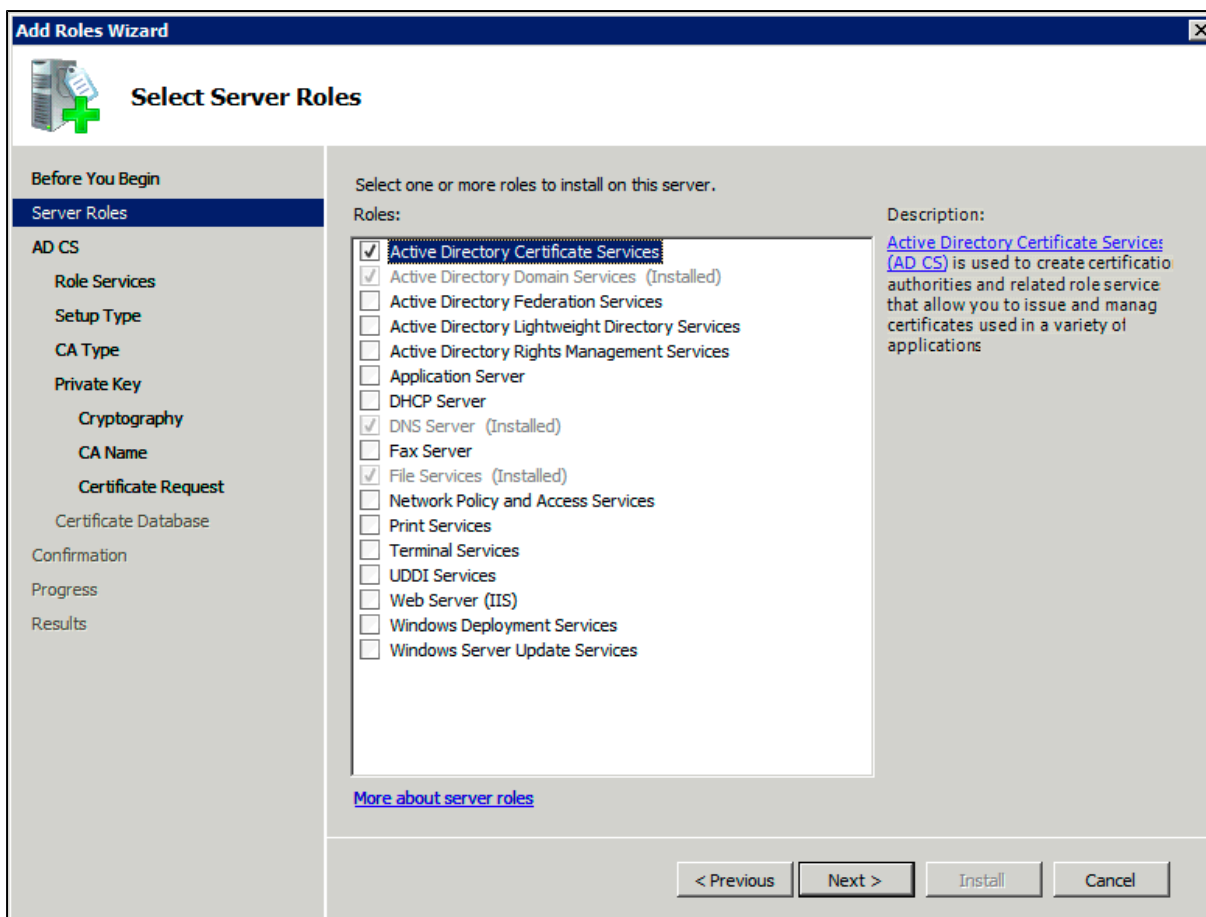 Add Roles Wizard
Select Server Roles
Before You Begin
Server Roles
AD CS
Role Services
Setup Type
CA Type
Private Key
Cryptography
CA Name
Certificate Request
Certificate Database
Confirmation
Progress
Results
Select one or more roles to install on this server.
Roles:
Active Directory Certificate Services
Active Directory Domain Services (Installed)
Active Directory Federation Services
Active Directory Lightweight Directory Services
Active Directory Rights Management Services
Application Server
DHCP Server
DNS Server (Installed)
Fax Server
File Services (Installed)
Network Policy and Access Services
Print Services
Terminal Services
UDDI Services
Web Server (IIS)
Windows Deployment Services
Windows Server Update Services
More about server roles
Description:
Active Directory Certificate Services
(AD CS) is used to create certificatio
authorities and related role service
that allow you to issue and manag
certificates used in a variety of
applications
< Previous
Next >
Install
Cancel